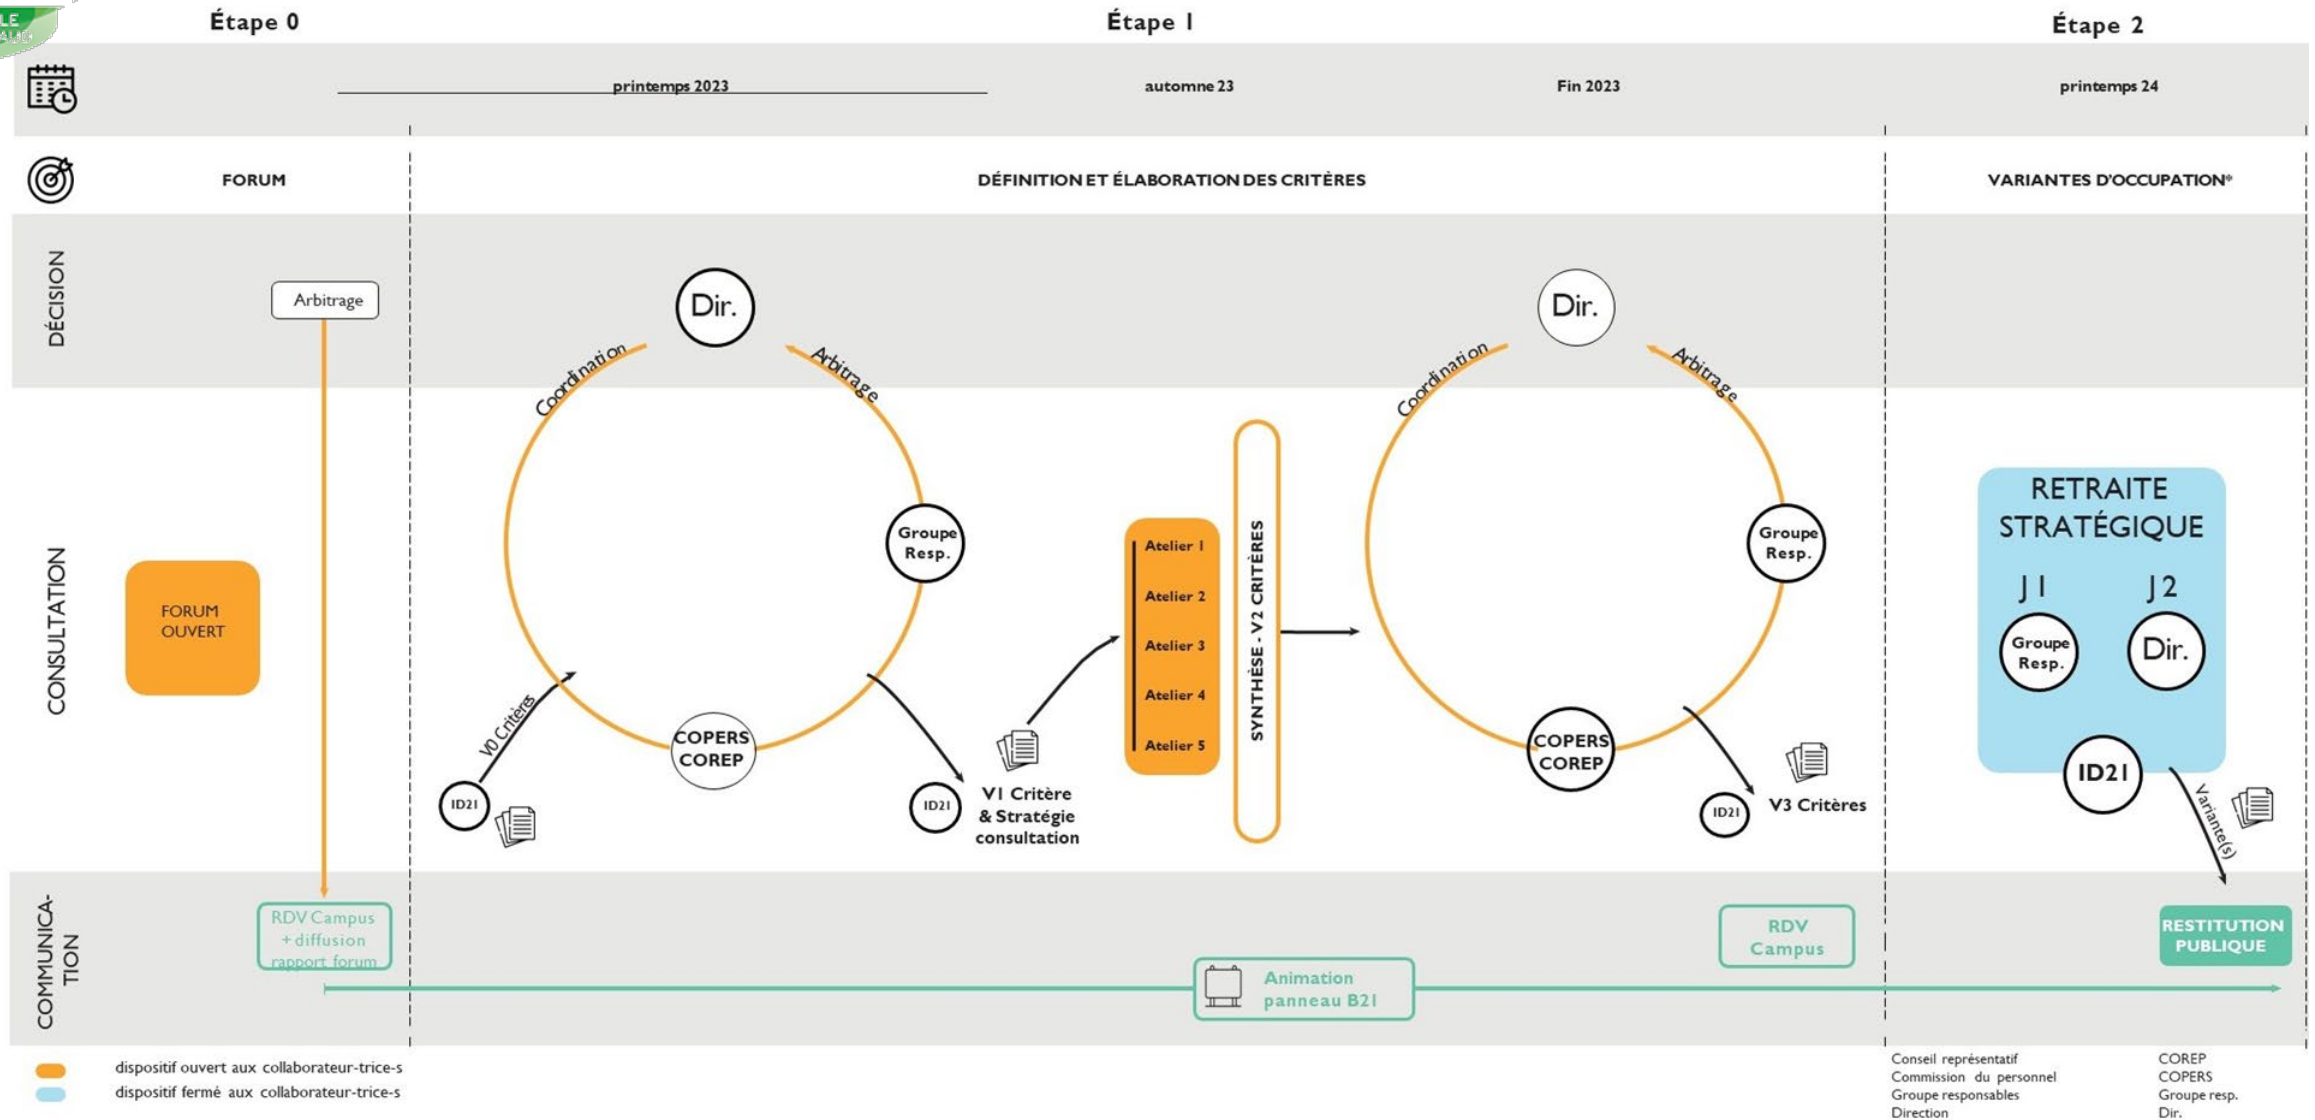 LE
Étape 0
Étape 1
Étape 2
printemps 2023
automne 23
Fin 2023
printemps 24
FORUM
DÉFINITION ET ÉLABORATION DES CRITÈRES
VARIANTES D'OCCUPATION*
DÉCISION
Arbitrage
Dir.
Coordination
Arbitrage
Dir.
Coordination
Arbitrage
CONSULTATION
FORUM
OUVERT
Groupe
Resp.
COPERS
COREP
V0 Critères
ID21
ID21
V1 Critère
& Stratégie
consultation
Atelier 1
Atelier 2
Atelier 3
Atelier 4
Atelier 5
SYNTHÈSE - V2 CRITÈRES
Groupe
Resp.
COPERS
COREP
ID21
V3 Critères
RETRAITE
STRATÉGIQUE
J1
J2
Groupe
Resp.
Dir.
ID21
Variante(s)
COMMUNICA-
TION
RDV Campus
+ diffusion
rapport forum
Animation
panneau B21
RDV
Campus
RESTITUTION
PUBLIQUE
dispositif ouvert aux collaborateur-trice-s
dispositif fermé aux collaborateur-trice-s
Conseil représentatif COREP
Commission du personnel COPERS
Groupe responsables Groupe resp.
Direction Dir.